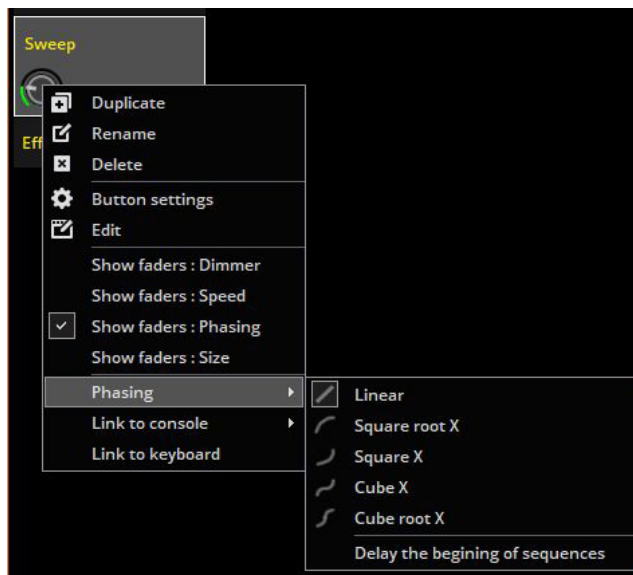 Sweep
Eff
Duplicate
Rename
Delete
Button settings
Edit
Show faders : Dimmer
Show faders : Speed
Show faders : Phasing
Show faders : Size
Phasing
Link to console
Link to keyboard
Linear
Square root X
Square X
Cube X
Cube root X
Delay the begining of sequences